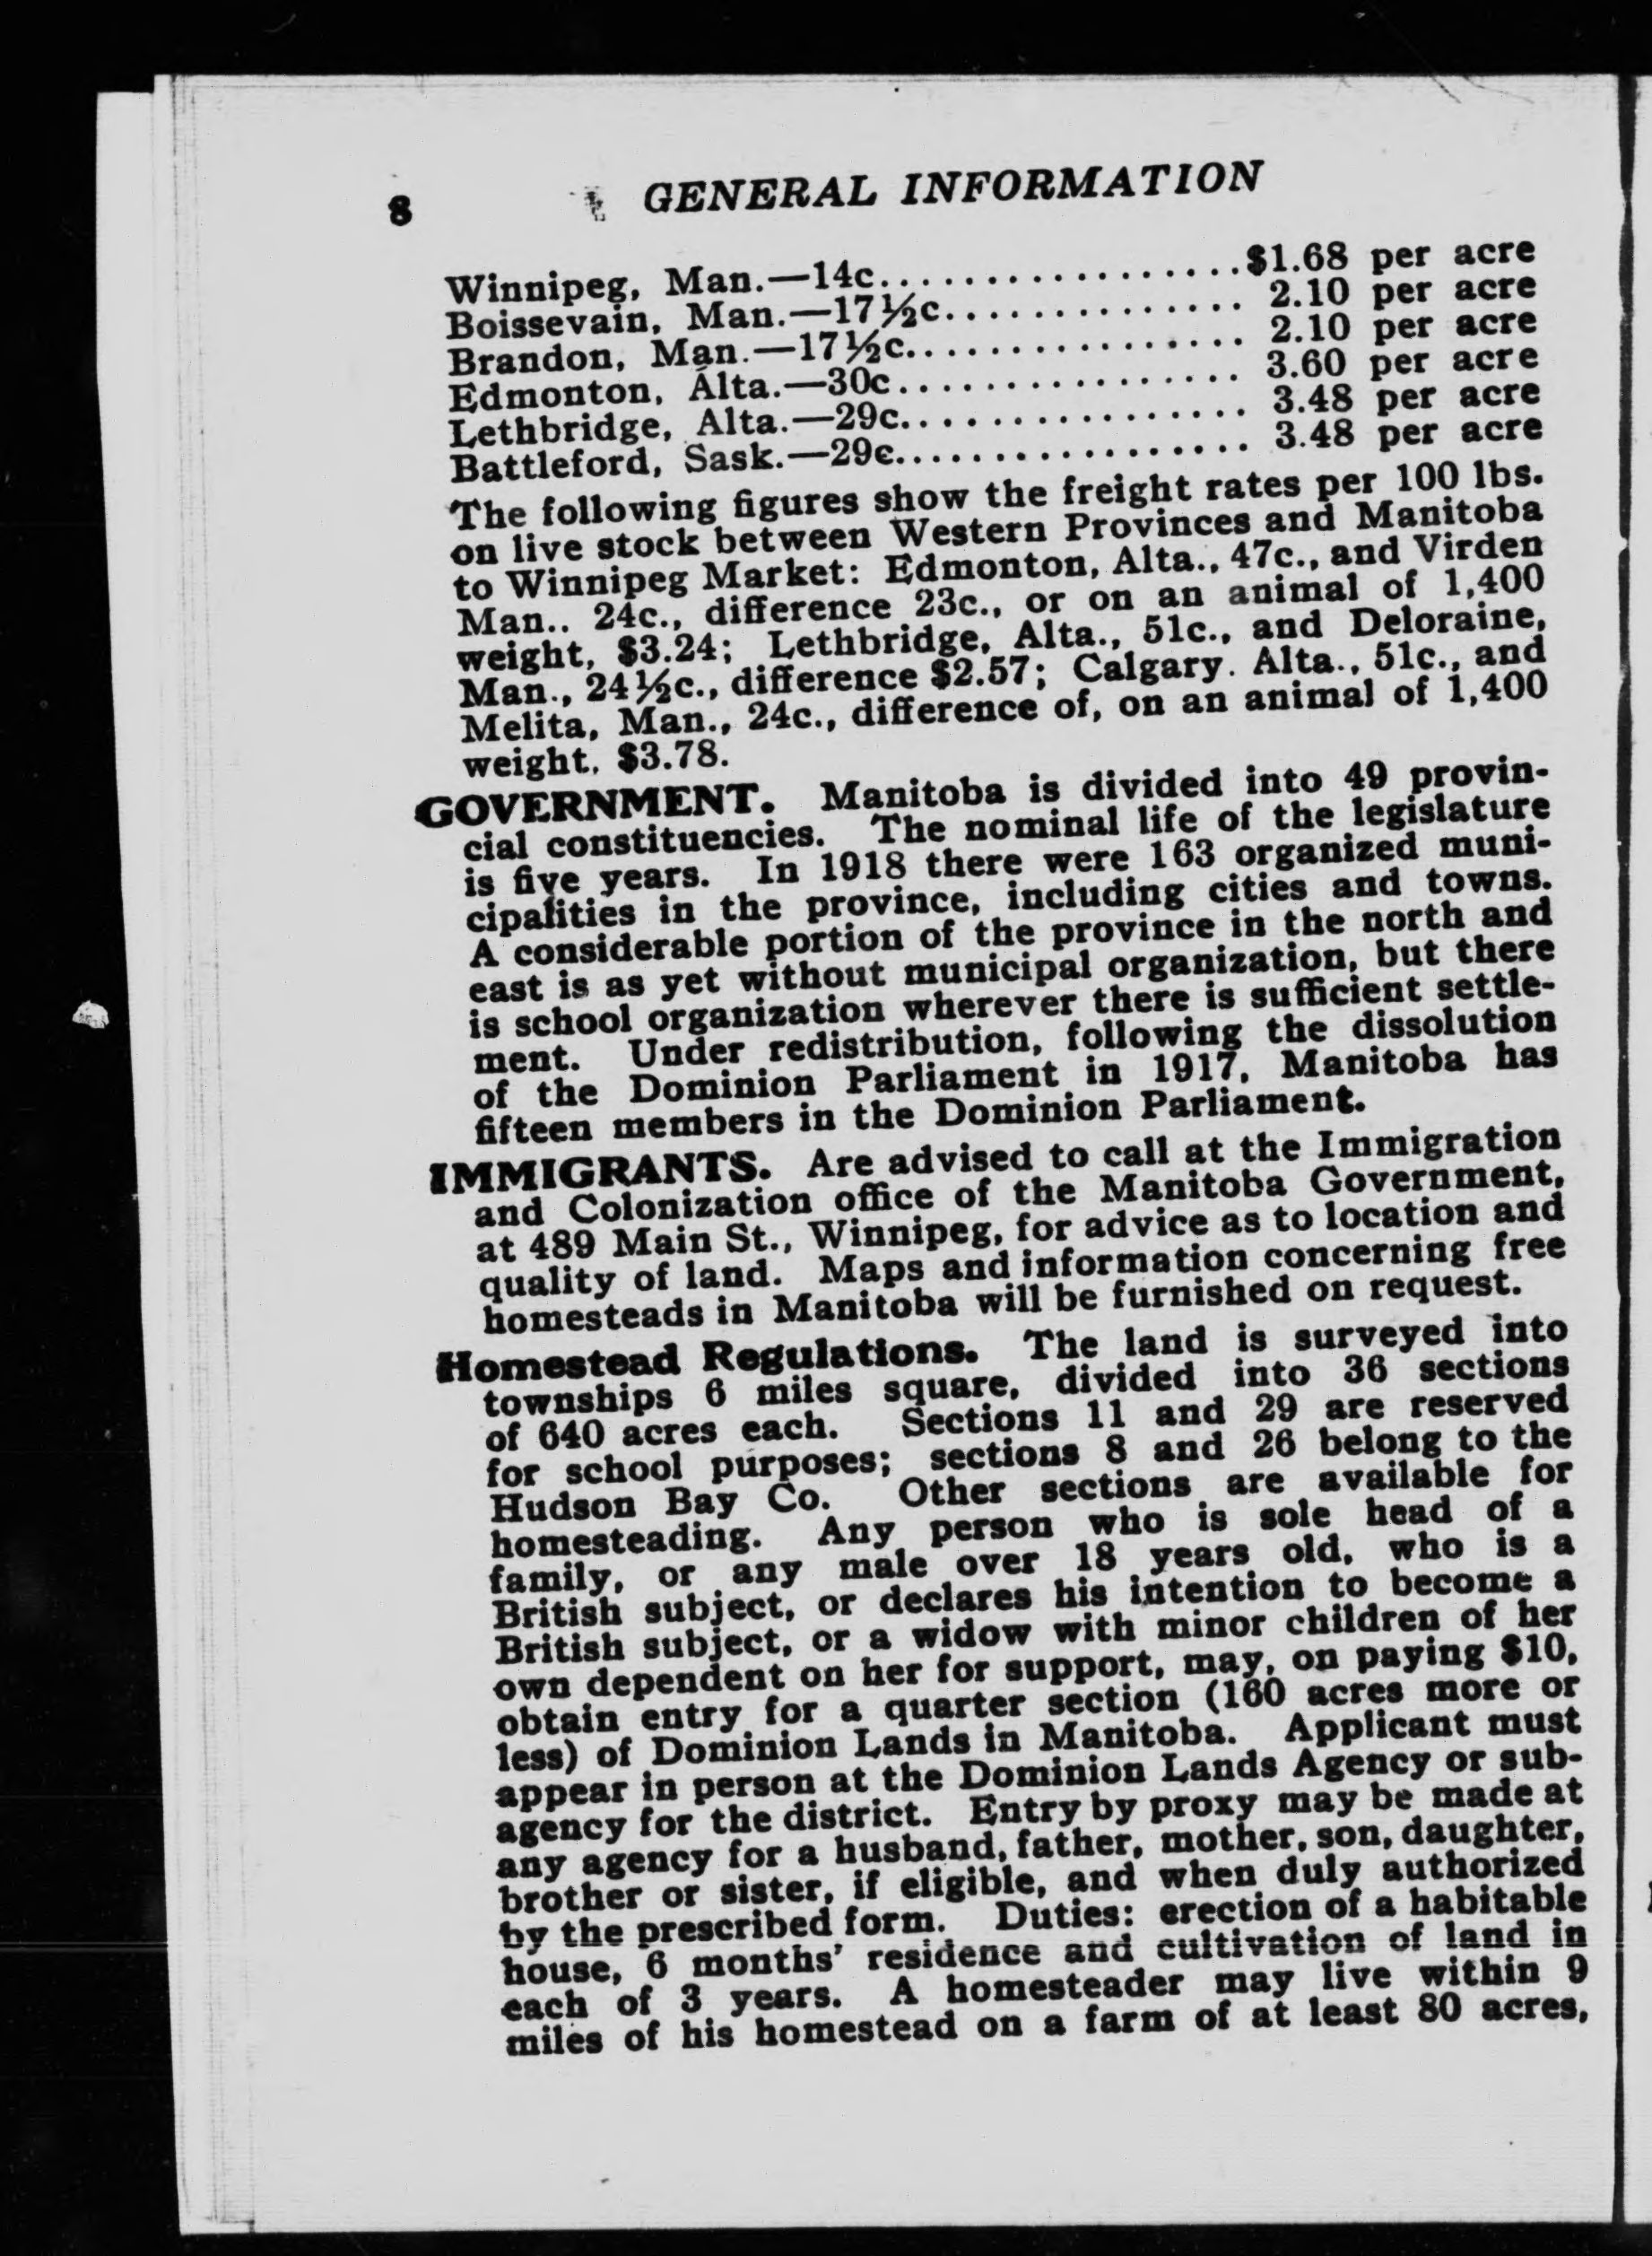 8 GENERAL INFORMATION
Winnipeg, Man.—14c..................$1.68 per acre
Boissevain, Man.—17½c.............. 2.10 per acre
Brandon, Man.—17½c................ 2.10 per acre
Edmonton, Alta.—30c................ 3.60 per acre
Lethbridge, Alta.—29c................ 3.48 per acre
Battleford, Sask.—29c................. 3.48 per acre
The following figures show the freight rates per 100 lbs.
on live stock between Western Provinces and Manitoba
to Winnipeg Market: Edmonton, Alta., 47c., and Virden
Man.. 24c., difference 23c., or on an animal of 1,400
weight, $3.24; Lethbridge, Alta., 51c., and Deloraine,
Man., 24½c., difference $2.57; Calgary. Alta., 51c., and
Melita, Man., 24c., difference of, on an animal of 1,400
weight. $3.78.
GOVERNMENT. Manitoba is divided into 49 provin-
cial constituencies. The nominal life of the legislature
is five years. In 1918 there were 163 organized muni-
cipalities in the province, including cities and towns.
A considerable portion of the province in the north and
east is as yet without municipal organization, but there
is school organization wherever there is sufficient settle-
ment. Under redistribution, following the dissolution
of the Dominion Parliament in 1917, Manitoba has
fifteen members in the Dominion Parliament.
IMMIGRANTS. Are advised to call at the Immigration
and Colonization office of the Manitoba Government,
at 489 Main St., Winnipeg, for advice as to location and
quality of land. Maps and information concerning free
homesteads in Manitoba will be furnished on request.
Homestead Regulations. The land is surveyed into
townships 6 miles square, divided into 36 sections
of 640 acres each. Sections 11 and 29 are reserved
for school purposes; sections 8 and 26 belong to the
Hudson Bay Co. Other sections are available for
homesteading. Any person who is sole head of a
family, or any male over 18 years old, who is a
British subject, or declares his intention to become a
British subject, or a widow with minor children of her
own dependent on her for support, may, on paying $10,
obtain entry for a quarter section (160 acres more or
less) of Dominion Lands in Manitoba. Applicant must
appear in person at the Dominion Lands Agency or sub-
agency for the district. Entry by proxy may be made at
any agency for a husband, father, mother, son, daughter,
brother or sister, if eligible, and when duly authorized
by the prescribed form. Duties: erection of a habitable
house, 6 months' residence and cultivation of land in
each of 3 years. A homesteader may live within 9
miles of his homestead on a farm of at least 80 acres,